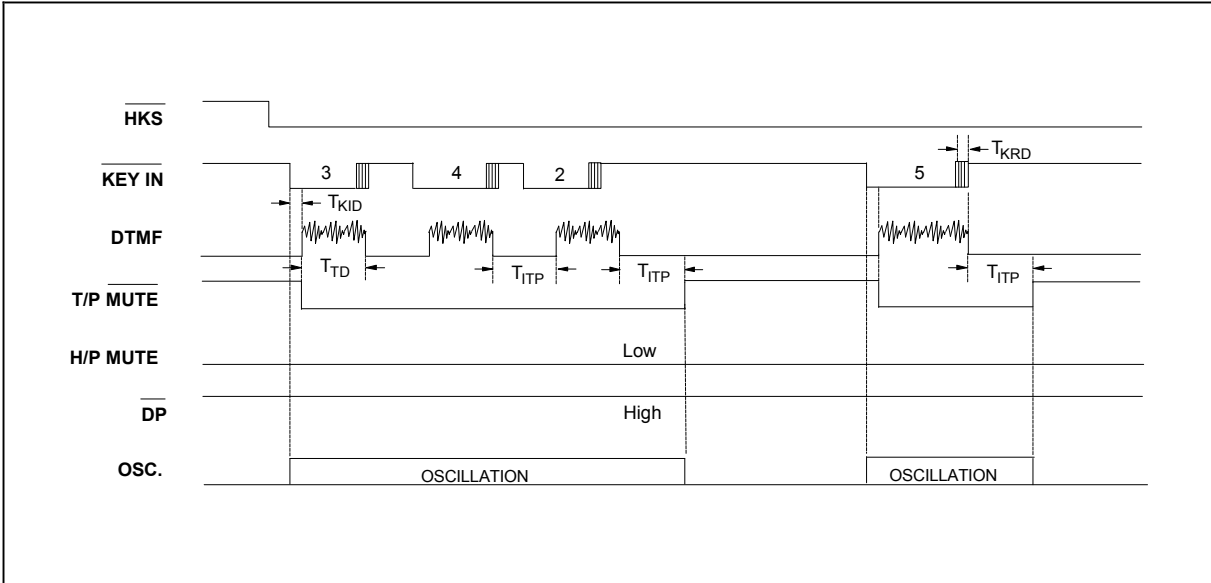 HKS
KEY IN
3
4
2
5
TKRD
TKID
DTMF
TTD
TITP
TITP
TITP
T/P MUTE
H/P MUTE
Low
DP
High
OSC.
OSCILLATION
OSCILLATION